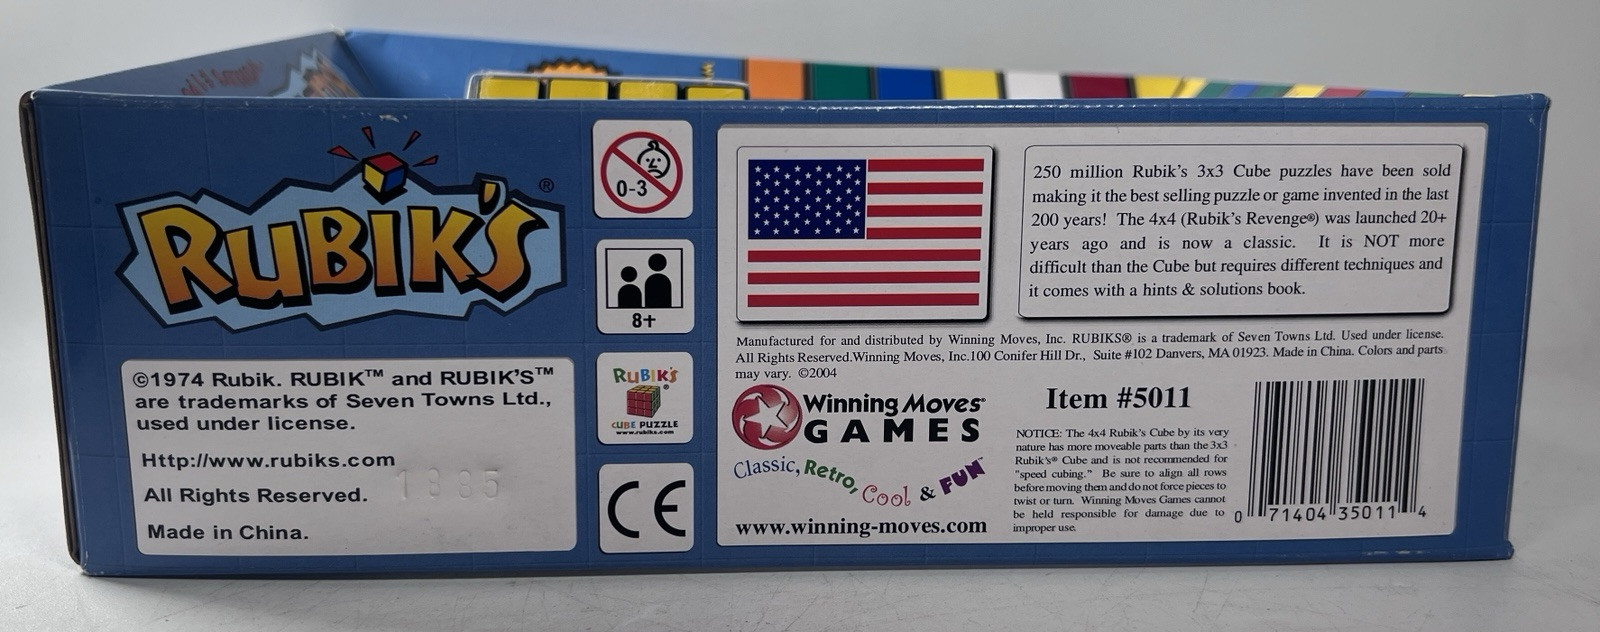 RUBIK'S®
©1974 Rubik. RUBIK™ and RUBIK'S™
are trademarks of Seven Towns Ltd.,
used under license.
Http://www.rubiks.com
All Rights Reserved.
1885
Made in China.
0-3
8+
RUBIK'S®
CUBE PUZZLE
www.rubiks.com
CE
250 million Rubik's 3x3 Cube puzzles have been sold
making it the best selling puzzle or game invented in the last
200 years! The 4x4 (Rubik's Revenge®) was launched 20+
years ago and is now a classic. It is NOT more
difficult than the Cube but requires different techniques and
it comes with a hints & solutions book.
Manufactured for and distributed by Winning Moves, Inc. RUBIKS® is a trademark of Seven Towns Ltd. Used under license.
All Rights Reserved.Winning Moves, Inc.100 Conifer Hill Dr., Suite #102 Danvers, MA 01923. Made in China. Colors and parts
may vary. ©2004
Winning Moves®
GAMES
Classic, Retro, Cool & FUN™
www.winning-moves.com
Item #5011
NOTICE: The 4x4 Rubik's Cube by its very
nature has more moveable parts than the 3x3
Rubik's® Cube and is not recommended for
"speed cubing." Be sure to align all rows
before moving them and do not force pieces to
twist or turn. Winning Moves Games cannot
be held responsible for damage due to
improper use.
0 71404 35011 4